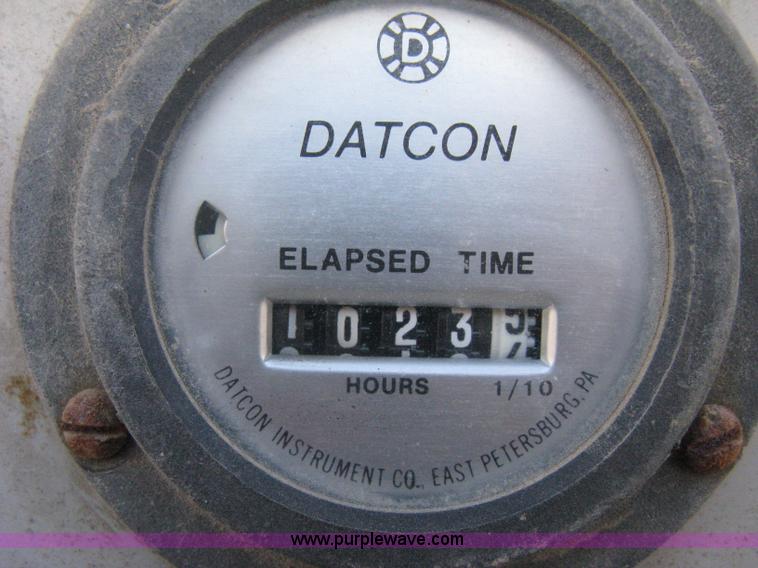 D
DATCON
ELAPSED TIME
1 0 2 3 5
HOURS 1/10
DATCON INSTRUMENT CO., EAST PETERSBURG, PA
www.purplewave.com